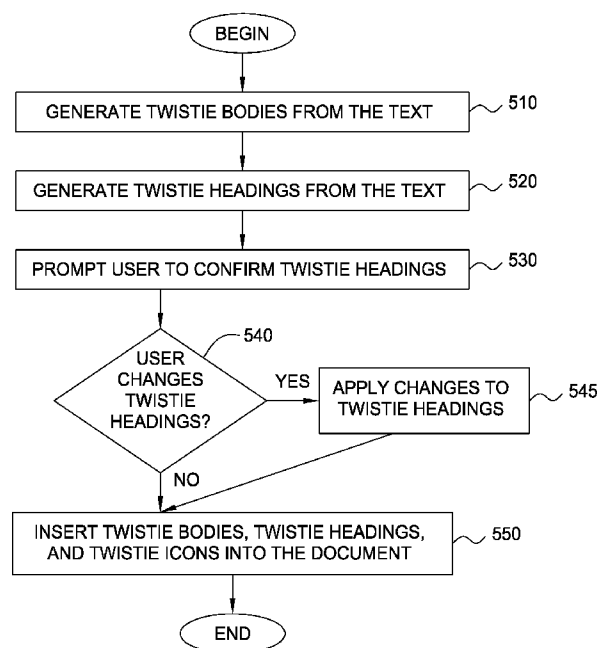 BEGIN
GENERATE TWISTIE BODIES FROM THE TEXT
510
GENERATE TWISTIE HEADINGS FROM THE TEXT
520
PROMPT USER TO CONFIRM TWISTIE HEADINGS
530
540
USER
CHANGES
TWISTIE
HEADINGS?
YES
APPLY CHANGES TO
TWISTIE HEADINGS
545
NO
INSERT TWISTIE BODIES, TWISTIE HEADINGS,
AND TWISTIE ICONS INTO THE DOCUMENT
550
END